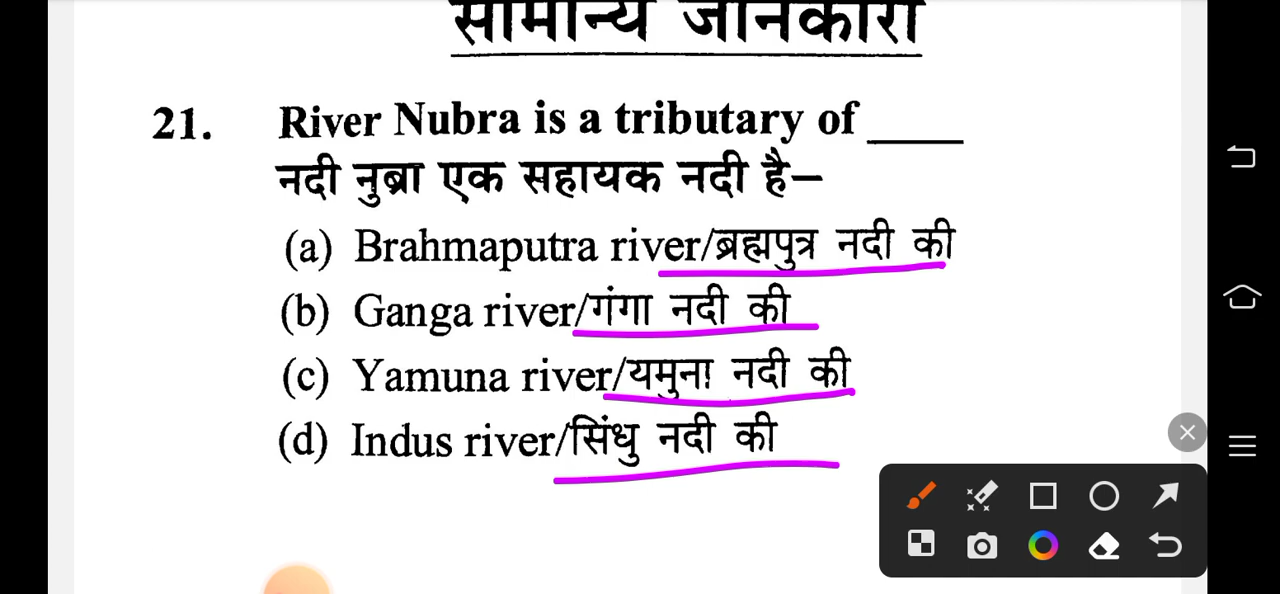 सामान्य जानकारी
21. River Nubra is a tributary of ____
नदी नुब्रा एक सहायक नदी है–
(a) Brahmaputra river/ब्रह्मपुत्र नदी की
(b) Ganga river/गंगा नदी की
(c) Yamuna river/यमुना नदी की
(d) Indus river/सिंधु नदी की